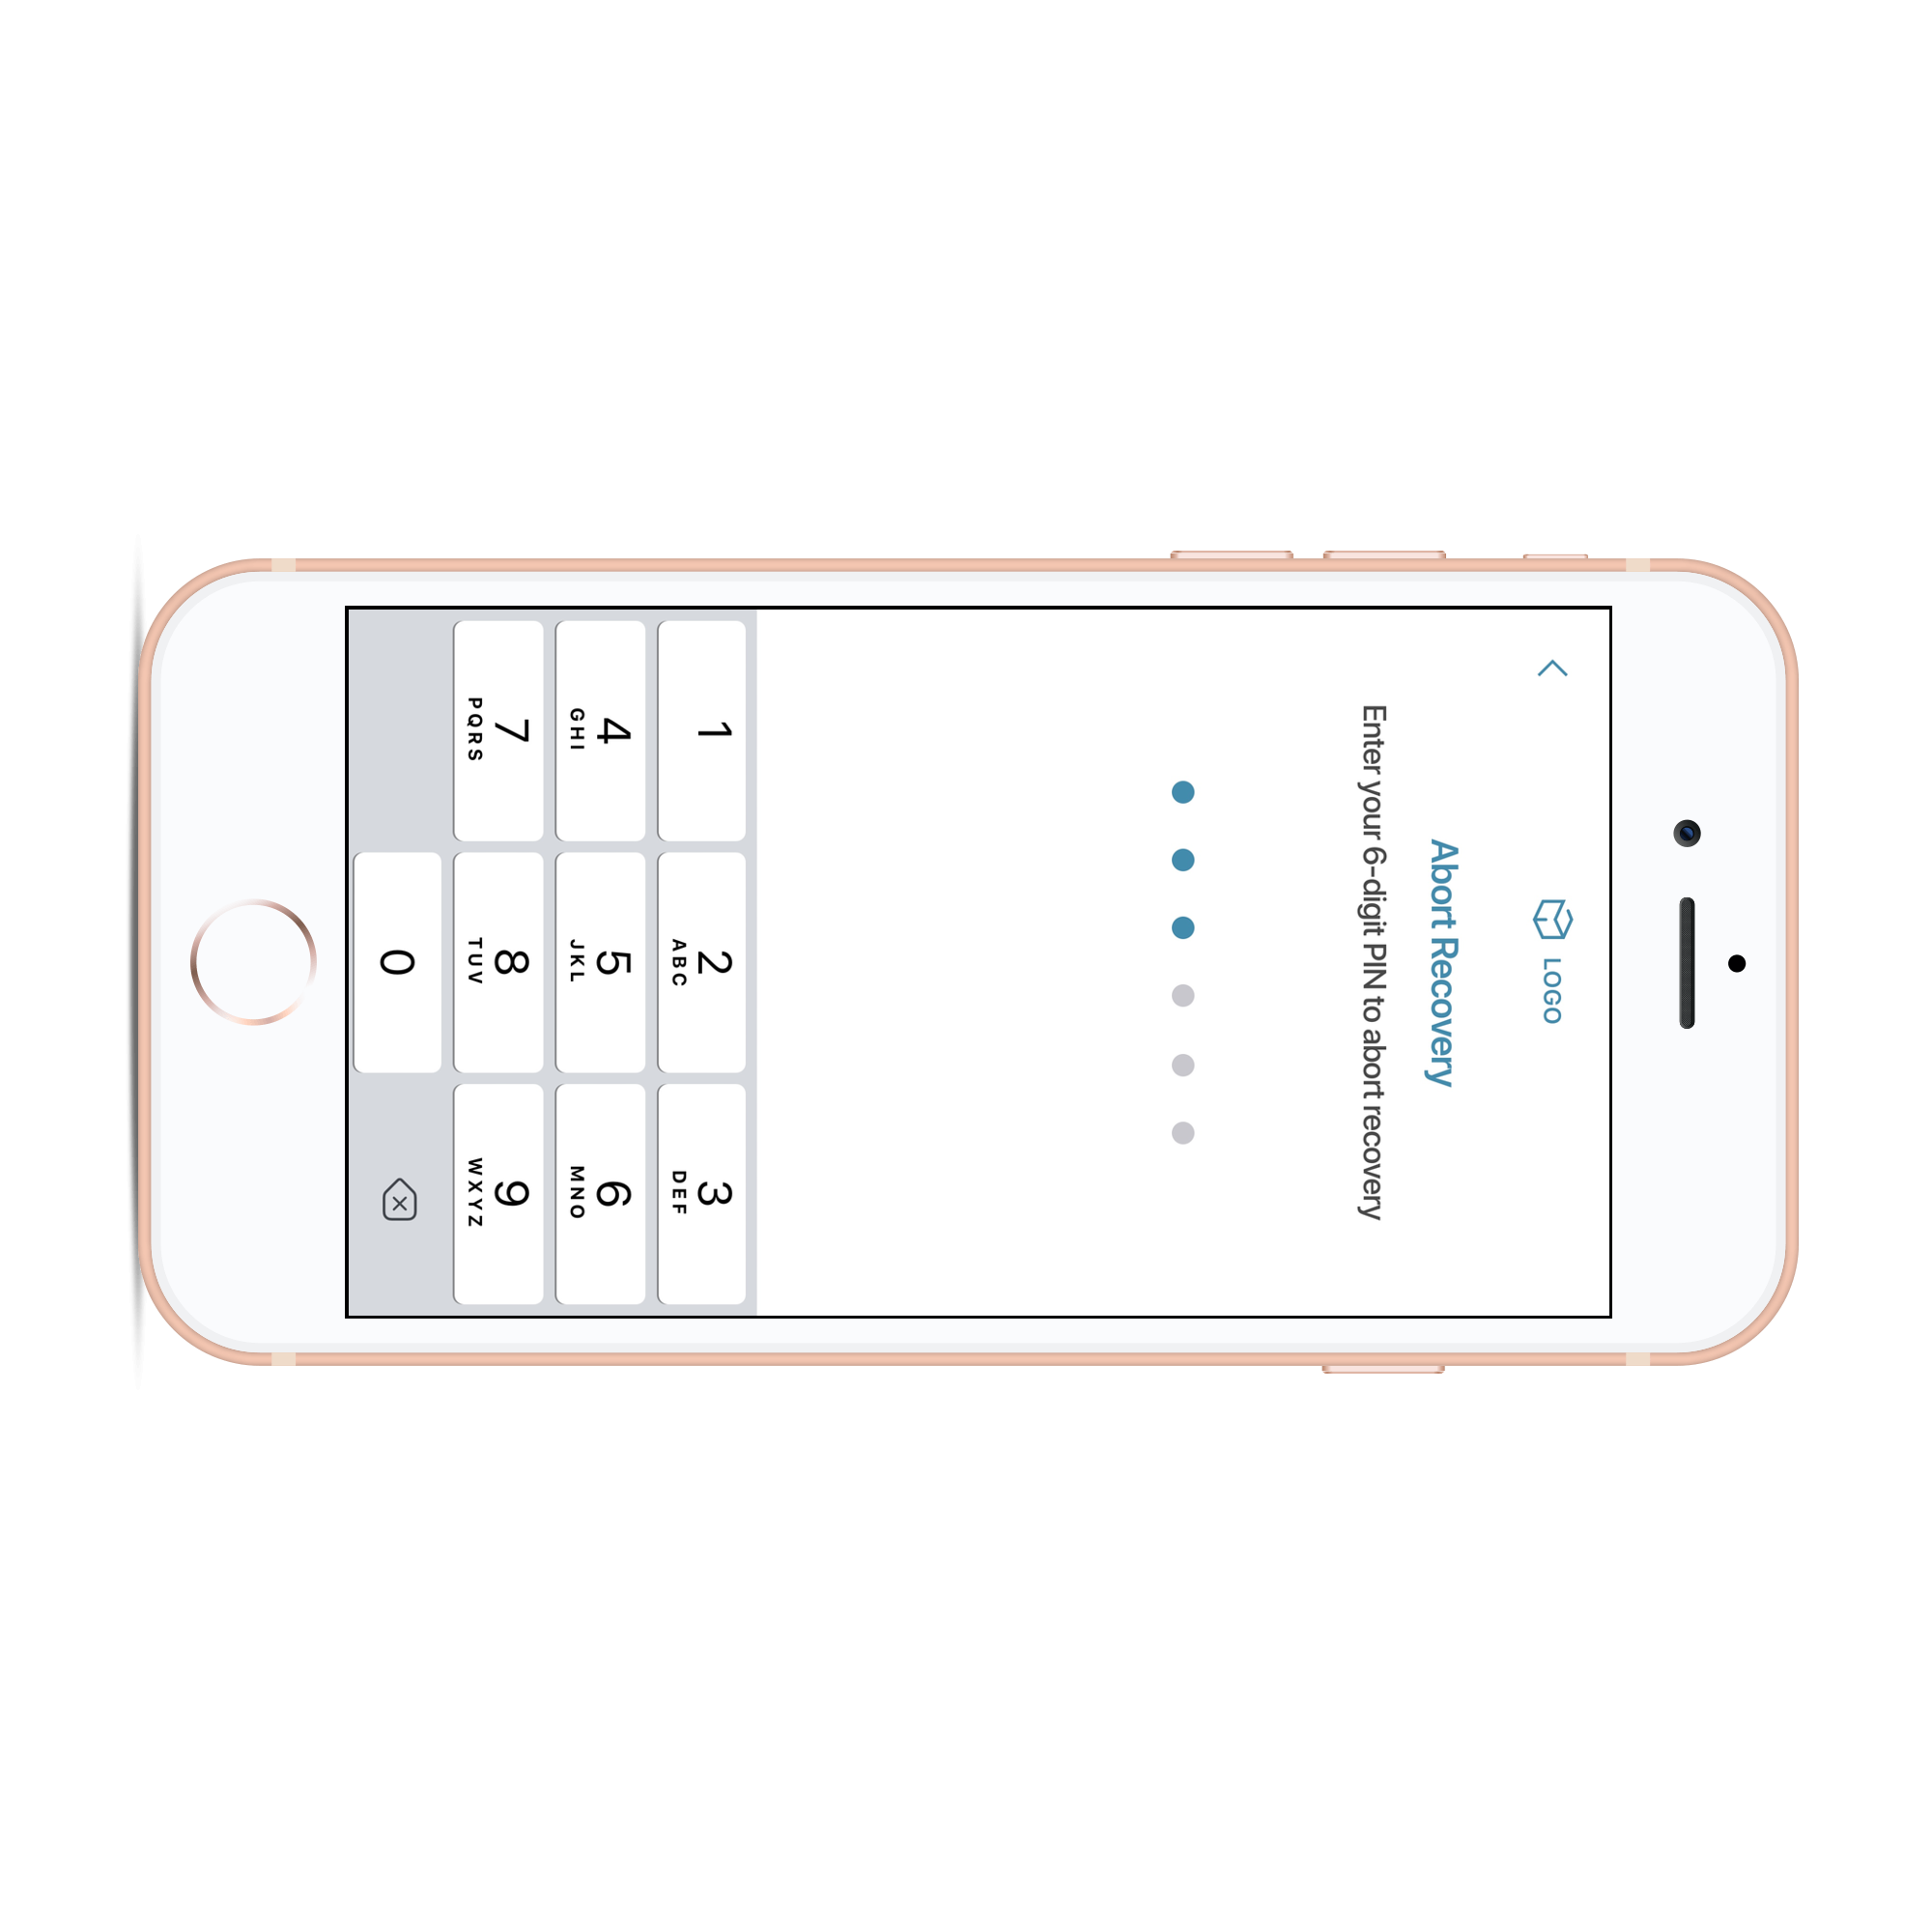 LOGO
Abort Recovery
Enter your 6-digit PIN to abort recovery
1
2
ABC
3
DEF
4
GHI
5
JKL
6
MNO
7
PQRS
8
TUV
9
WXYZ
0